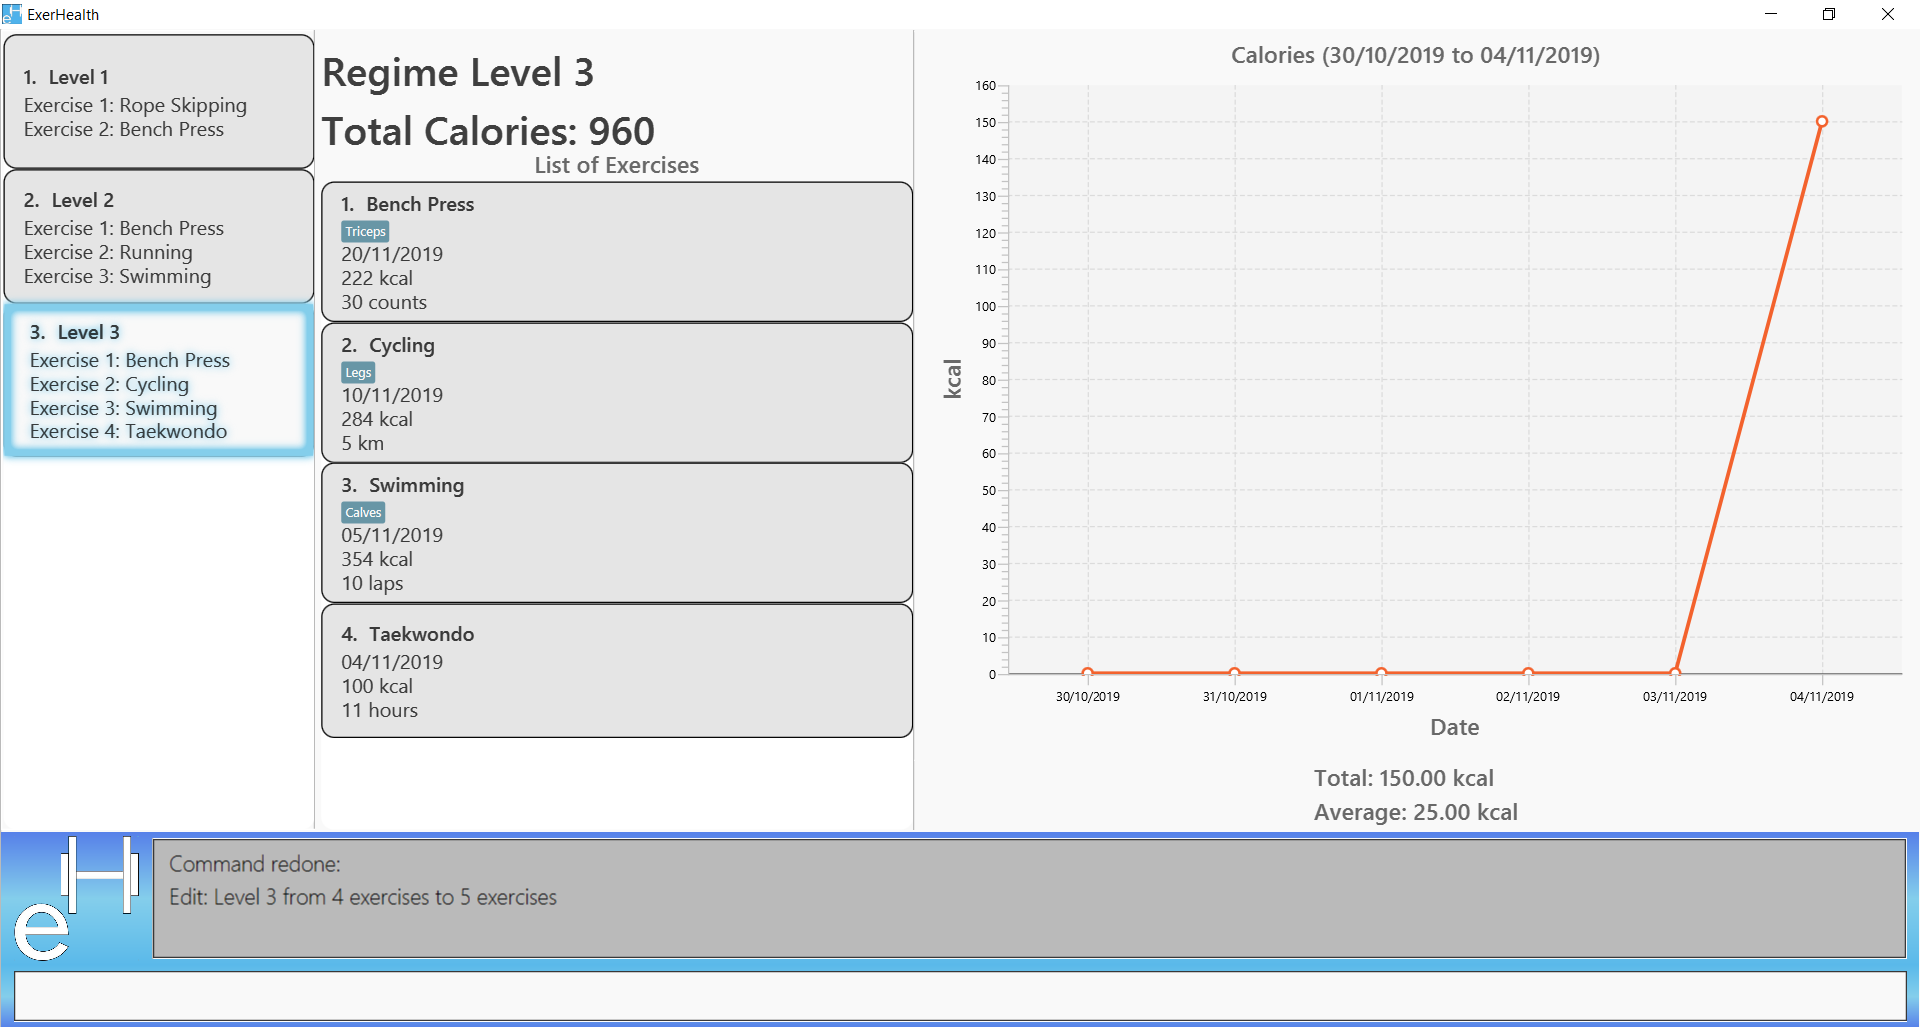 ExerHealth
1. Level 1
Exercise 1: Rope Skipping
Exercise 2: Bench Press
2. Level 2
Exercise 1: Bench Press
Exercise 2: Running
Exercise 3: Swimming
3. Level 3
Exercise 1: Bench Press
Exercise 2: Cycling
Exercise 3: Swimming
Exercise 4: Taekwondo
Regime Level 3
Total Calories: 960
List of Exercises
1. Bench Press
Triceps
20/11/2019
222 kcal
30 counts
2. Cycling
Legs
10/11/2019
284 kcal
5 km
3. Swimming
Calves
05/11/2019
354 kcal
10 laps
4. Taekwondo
04/11/2019
100 kcal
11 hours
Calories (30/10/2019 to 04/11/2019)
160
150
140
130
120
110
100
90
80
70
60
50
40
30
20
10
0
kcal
30/10/2019 31/10/2019 01/11/2019 02/11/2019 03/11/2019 04/11/2019
Date
Total: 150.00 kcal
Average: 25.00 kcal
eH
Command redone:
Edit: Level 3 from 4 exercises to 5 exercises